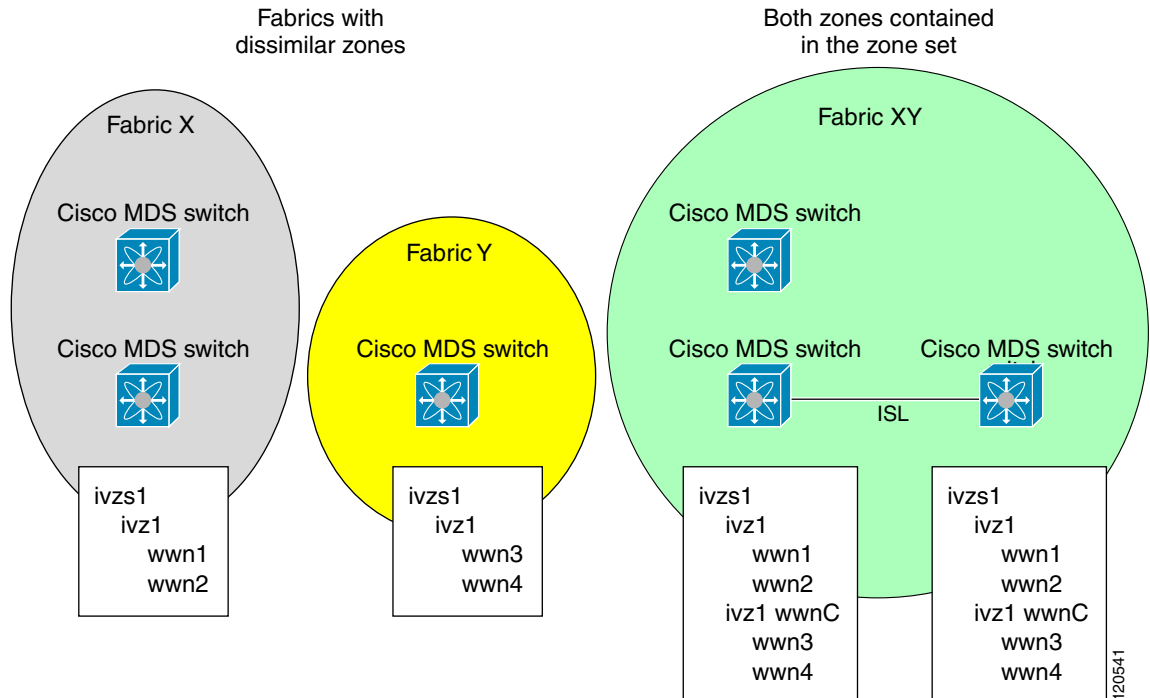 Fabrics with
dissimilar zones
Both zones contained
in the zone set
Fabric X
Cisco MDS switch
Cisco MDS switch
ivzs1
ivz1
wwn1
wwn2
Fabric Y
Cisco MDS switch
ivzs1
ivz1
wwn3
wwn4
Fabric XY
Cisco MDS switch
Cisco MDS switch
Cisco MDS switch
ISL
ivzs1
ivz1
wwn1
wwn2
ivz1 wwnC
wwn3
wwn4
ivzs1
ivz1
wwn1
wwn2
ivz1 wwnC
wwn3
wwn4
120541